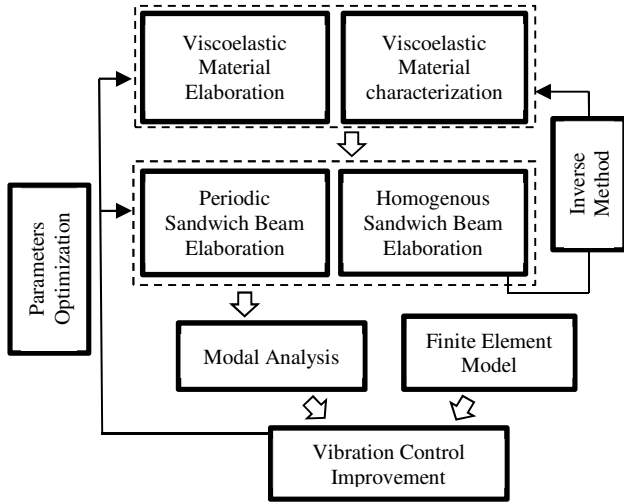 Viscoelastic
Material
Elaboration
Viscoelastic
Material
characterization
Periodic
Sandwich Beam
Elaboration
Homogenous
Sandwich Beam
Elaboration
Inverse
Method
Parameters
Optimization
Modal Analysis
Finite Element
Model
Vibration Control
Improvement